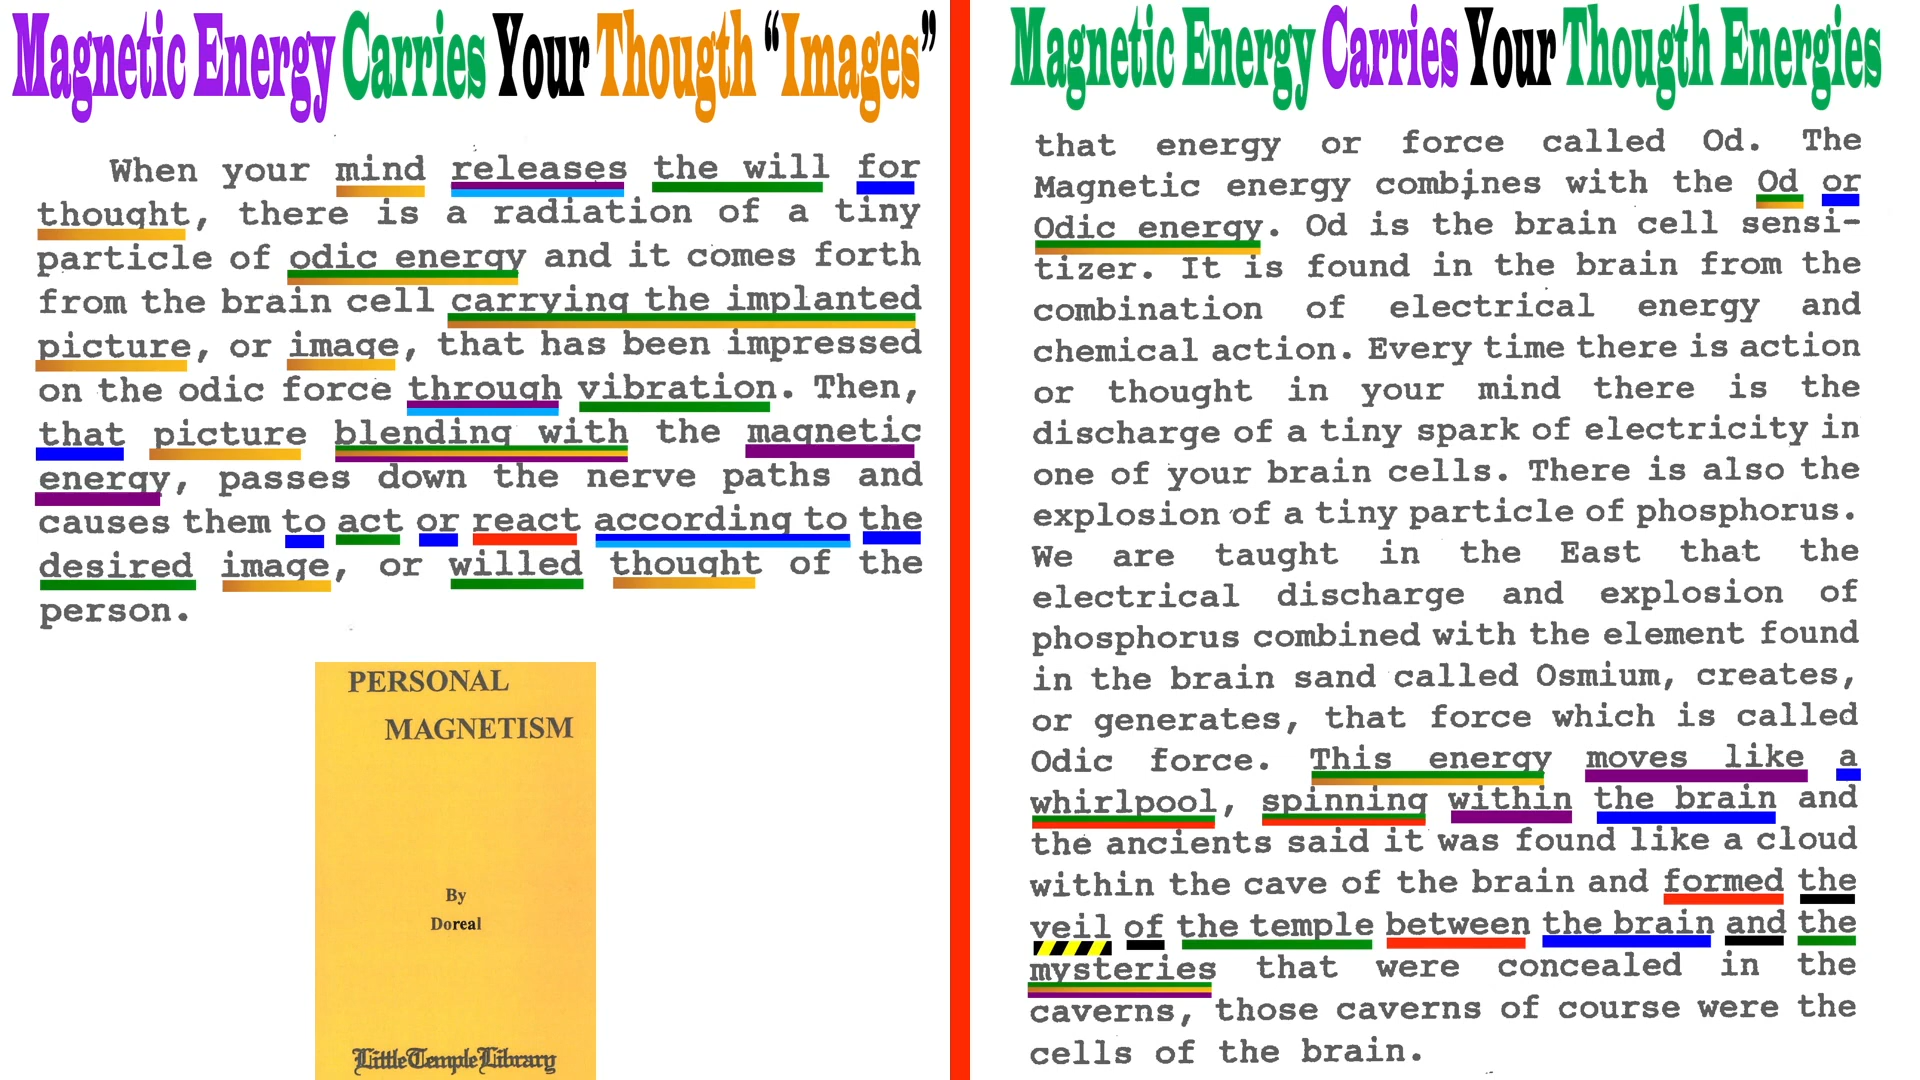 Magnetic Energy Carries Your Thougth “Images”
When your mind releases the will for
thought, there is a radiation of a tiny
particle of odic energy and it comes forth
from the brain cell carrying the implanted
picture, or image, that has been impressed
on the odic force through vibration. Then,
that picture blending with the magnetic
energy, passes down the nerve paths and
causes them to act or react according to the
desired image, or willed thought of the
person.
PERSONAL
MAGNETISM
By
Doreal
Little Temple Library
Magnetic Energy Carries Your Thougth Energies
that energy or force called Od. The
Magnetic energy combines with the Od or
Odic energy. Od is the brain cell sensi-
tizer. It is found in the brain from the
combination of electrical energy and
chemical action. Every time there is action
or thought in your mind there is the
discharge of a tiny spark of electricity in
one of your brain cells. There is also the
explosion of a tiny particle of phosphorus.
We are taught in the East that the
electrical discharge and explosion of
phosphorus combined with the element found
in the brain sand called Osmium, creates,
or generates, that force which is called
Odic force. This energy moves like a
whirlpool, spinning within the brain and
the ancients said it was found like a cloud
within the cave of the brain and formed the
veil of the temple between the brain and the
mysteries that were concealed in the
caverns, those caverns of course were the
cells of the brain.